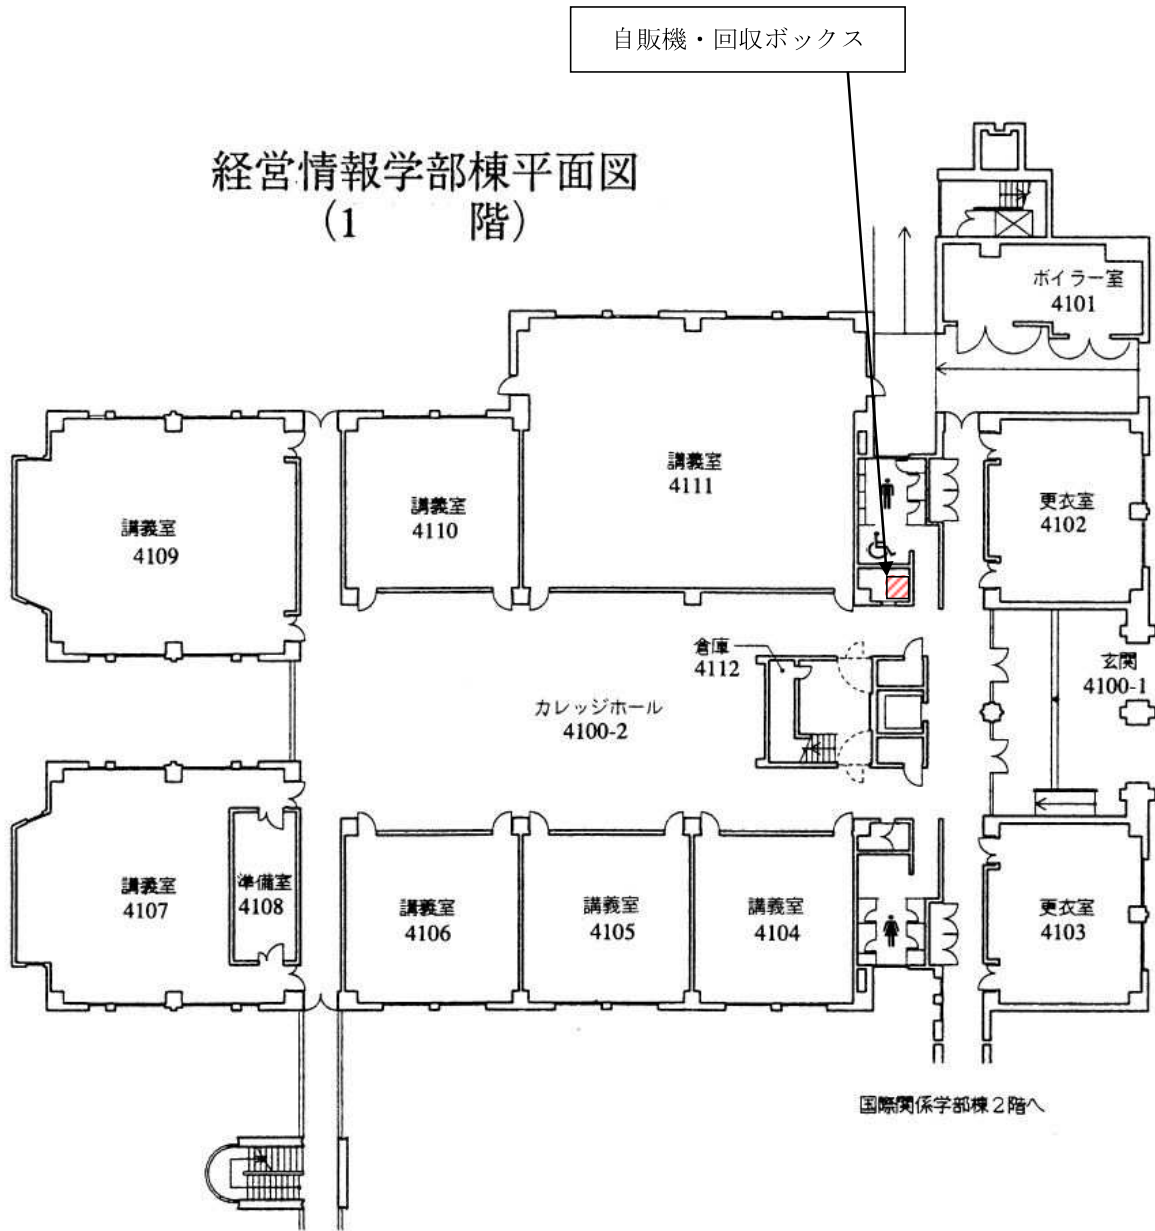 自販機・回収ボックス
経営情報学部棟平面図
(1 階)
ボイラー室
4101
講義室
4111
講義室
4110
講義室
4109
更衣室
4102
倉庫
4112
玄関
4100-1
カレッジホール
4100-2
講義室
4107
準備室
4108
講義室
4106
講義室
4105
講義室
4104
更衣室
4103
国際関係学部棟2階へ